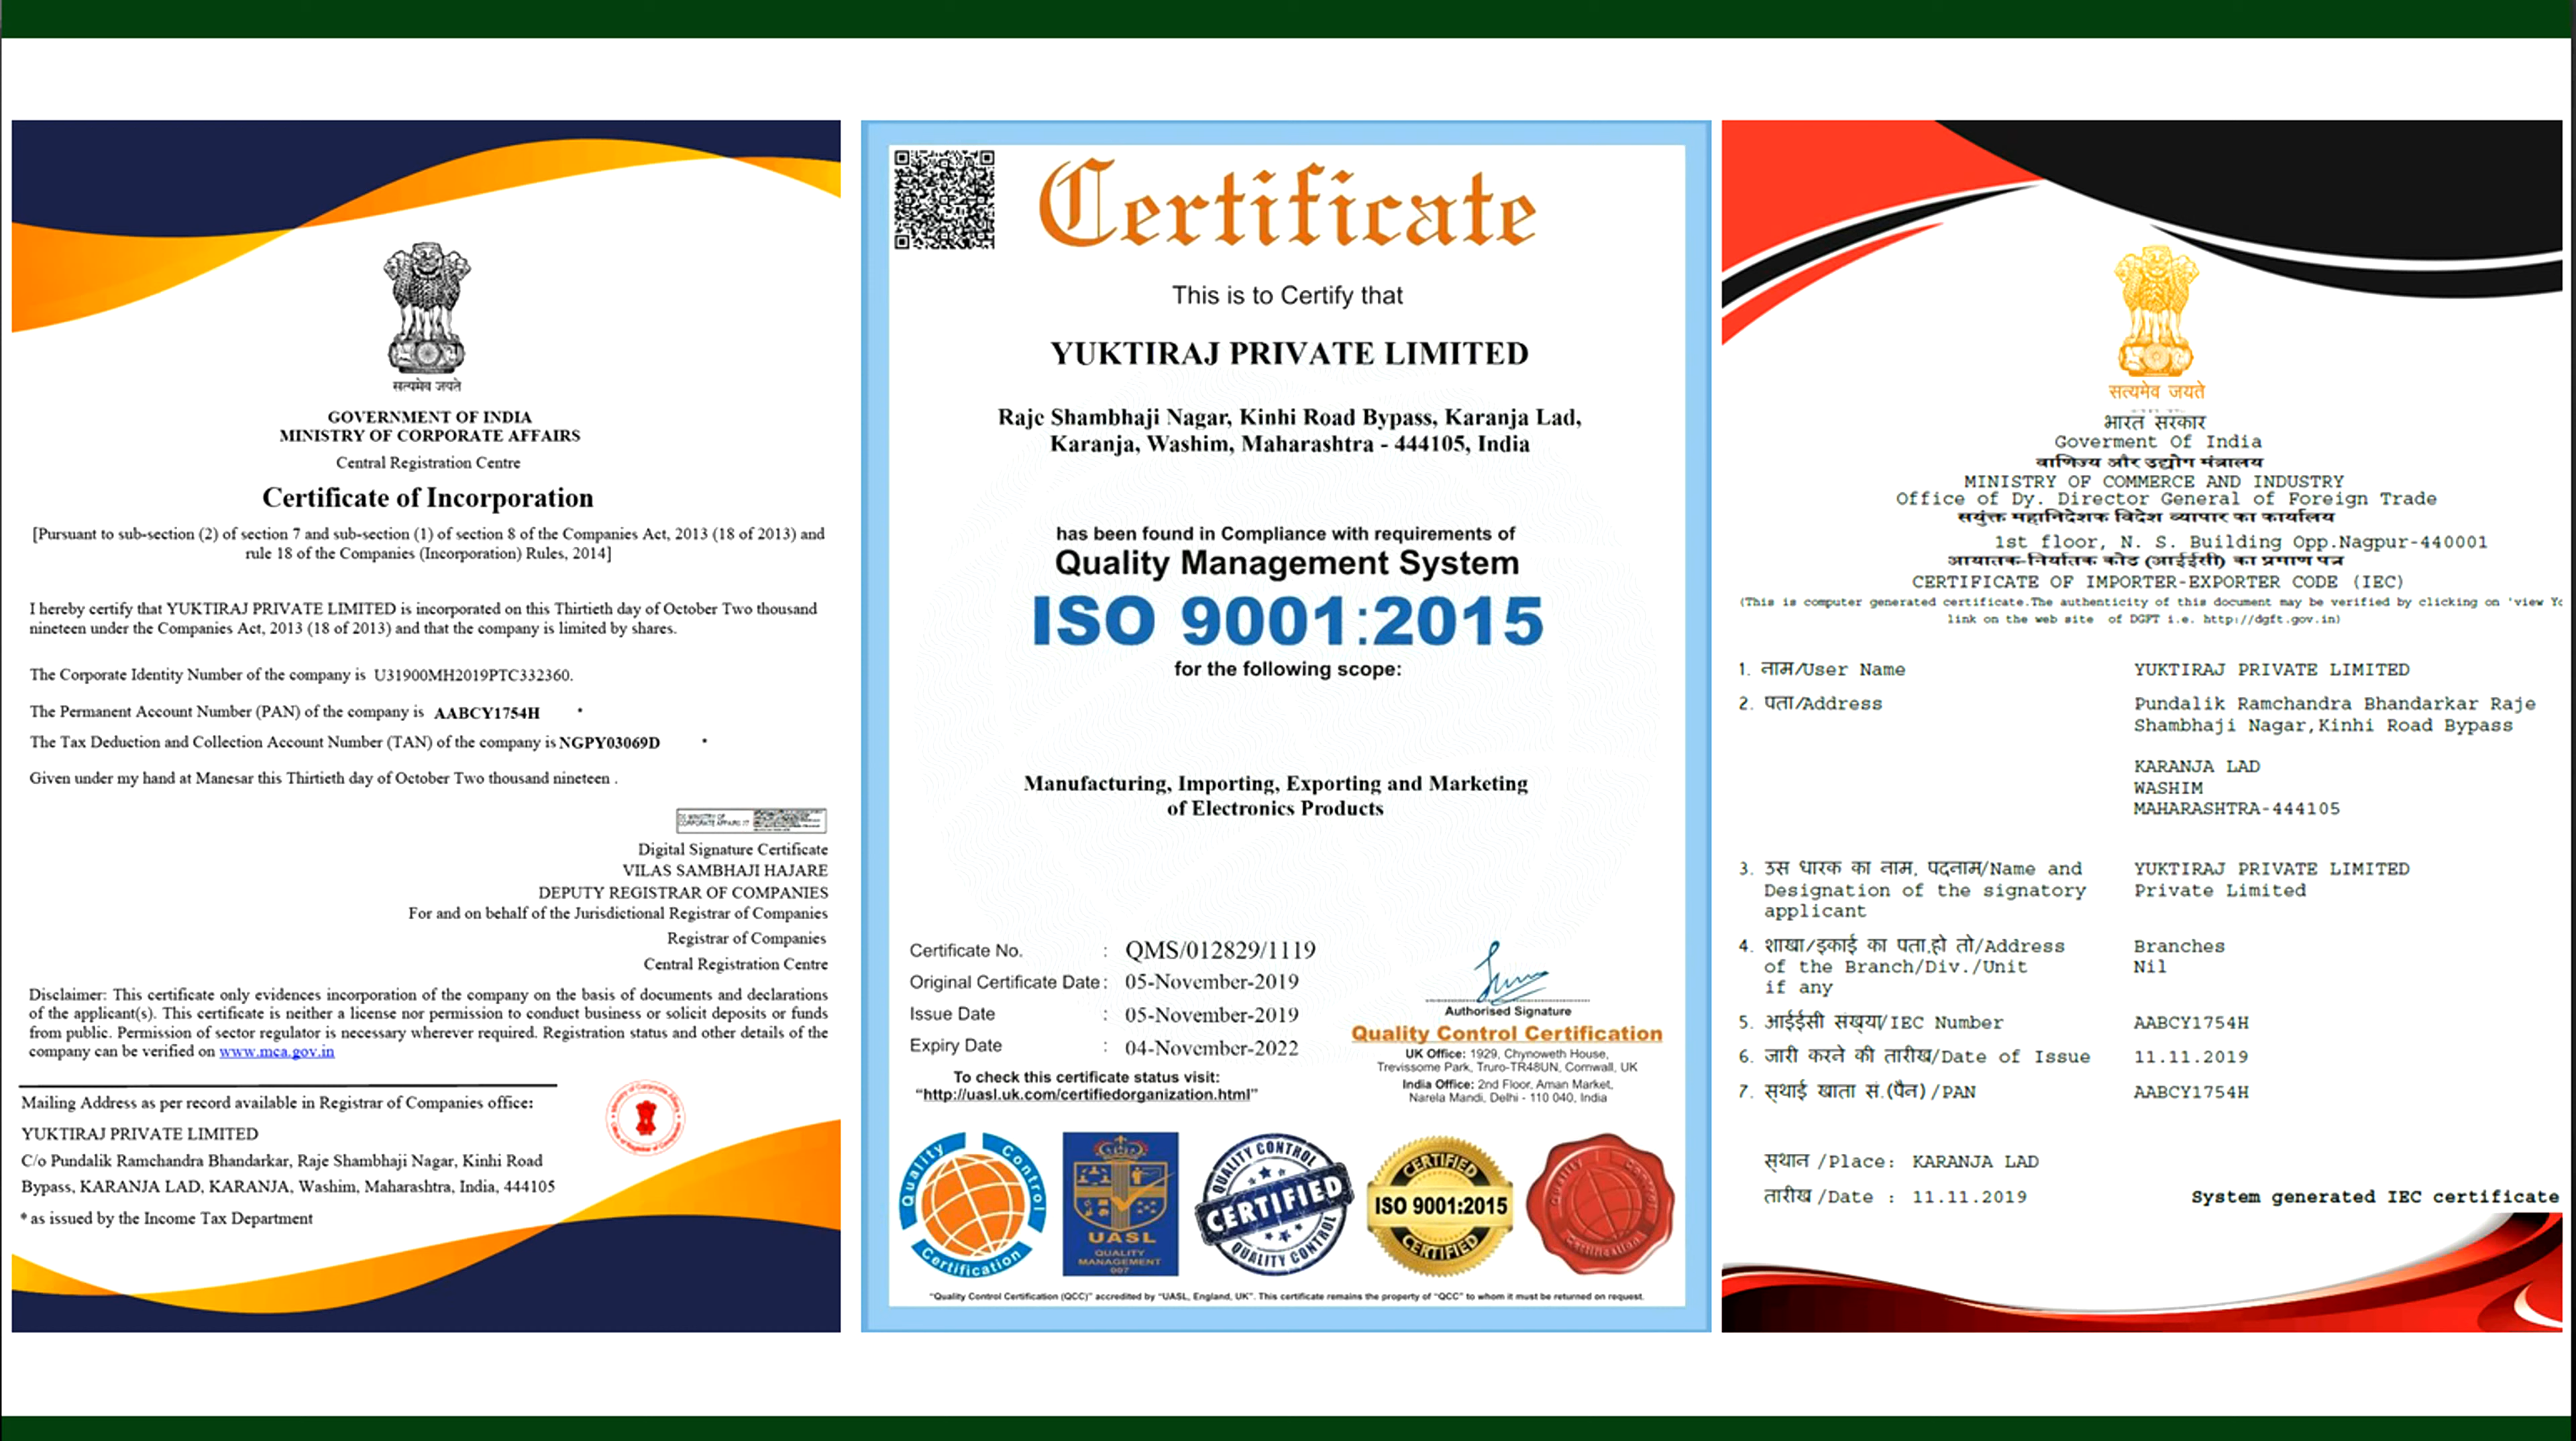 सत्यमेव जयते
GOVERNMENT OF INDIA
MINISTRY OF CORPORATE AFFAIRS
Central Registration Centre
Certificate of Incorporation
[Pursuant to sub-section (2) of section 7 and sub-section (1) of section 8 of the Companies Act, 2013 (18 of 2013) and
rule 18 of the Companies (Incorporation) Rules, 2014]
I hereby certify that YUKTIRAJ PRIVATE LIMITED is incorporated on this Thirtieth day of October Two thousand
nineteen under the Companies Act, 2013 (18 of 2013) and that the company is limited by shares.
The Corporate Identity Number of the company is U31900MH2019PTC332360.
The Permanent Account Number (PAN) of the company is AABCY1754H *
The Tax Deduction and Collection Account Number (TAN) of the company is NGPY03069D *
Given under my hand at Manesar this Thirtieth day of October Two thousand nineteen .
DS MINISTRY OF
CORPORATE AFFAIRS 27
Digital Signature Certificate
VILAS SAMBHAJI HAJARE
DEPUTY REGISTRAR OF COMPANIES
For and on behalf of the Jurisdictional Registrar of Companies
Registrar of Companies
Central Registration Centre
Disclaimer: This certificate only evidences incorporation of the company on the basis of documents and declarations
of the applicant(s). This certificate is neither a license nor permission to conduct business or solicit deposits or funds
from public. Permission of sector regulator is necessary wherever required. Registration status and other details of the
company can be verified on www.mca.gov.in
Mailing Address as per record available in Registrar of Companies office:
YUKTIRAJ PRIVATE LIMITED
C/o Pundalik Ramchandra Bhandarkar, Raje Shambhaji Nagar, Kinhi Road
Bypass, KARANJA LAD, KARANJA, Washim, Maharashtra, India, 444105
* as issued by the Income Tax Department
Certificate
This is to Certify that
YUKTIRAJ PRIVATE LIMITED
Raje Shambhaji Nagar, Kinhi Road Bypass, Karanja Lad,
Karanja, Washim, Maharashtra - 444105, India
has been found in Compliance with requirements of
Quality Management System
ISO 9001:2015
for the following scope:
Manufacturing, Importing, Exporting and Marketing
of Electronics Products
Certificate No. : QMS/012829/1119
Original Certificate Date : 05-November-2019
Issue Date : 05-November-2019
Expiry Date : 04-November-2022
To check this certificate status visit:
"http://uasl.uk.com/certifiedorganization.html"
Authorised Signature
Quality Control Certification
UK Office: 1929, Chynoweth House,
Trevissome Park, Truro-TR48UN, Cornwall, UK
India Office: 2nd Floor, Aman Market,
Narela Mandi, Delhi - 110 040, India
Quality Control Certification
UASL
QUALITY
MANAGEMENT
007
QUALITY CONTROL
CERTIFIED
QUALITY CONTROL
CERTIFIED
ISO 9001:2015
CERTIFIED
Quality Control
Certification
"Quality Control Certification (QCC)" accredited by "UASL, England, UK". This certificate remains the property of "QCC" to whom it must be returned on request.
सत्यमेव जयते
भारत सरकार
Goverment Of India
वाणिज्य और उद्योग मंत्रालय
MINISTRY OF COMMERCE AND INDUSTRY
Office of Dy. Director General of Foreign Trade
सयुंक्त महानिदेशक विदेश व्यापार का कार्यालय
1st floor, N. S. Building Opp.Nagpur-440001
आयातक-निर्यातक कोड (आईईसी) का प्रमाण पत्र
CERTIFICATE OF IMPORTER-EXPORTER CODE (IEC)
(This is computer generated certificate.The authenticity of this document may be verified by clicking on 'view Yo
link on the web site of DGFT i.e. http://dgft.gov.in)
1. नाम/User Name YUKTIRAJ PRIVATE LIMITED
2. पता/Address Pundalik Ramchandra Bhandarkar Raje
Shambhaji Nagar,Kinhi Road Bypass
KARANJA LAD
WASHIM
MAHARASHTRA-444105
3. उस धारक का नाम, पदनाम/Name and YUKTIRAJ PRIVATE LIMITED
Designation of the signatory Private Limited
applicant
4. शाखा/इकाई का पता,हो तो/Address Branches
of the Branch/Div./Unit Nil
if any
5. आईईसी संख्या/IEC Number AABCY1754H
6. जारी करने की तारीख/Date of Issue 11.11.2019
7. स्थाई खाता सं.(पैन)/PAN AABCY1754H
स्थान /Place: KARANJA LAD
तारीख /Date : 11.11.2019 System generated IEC certificate